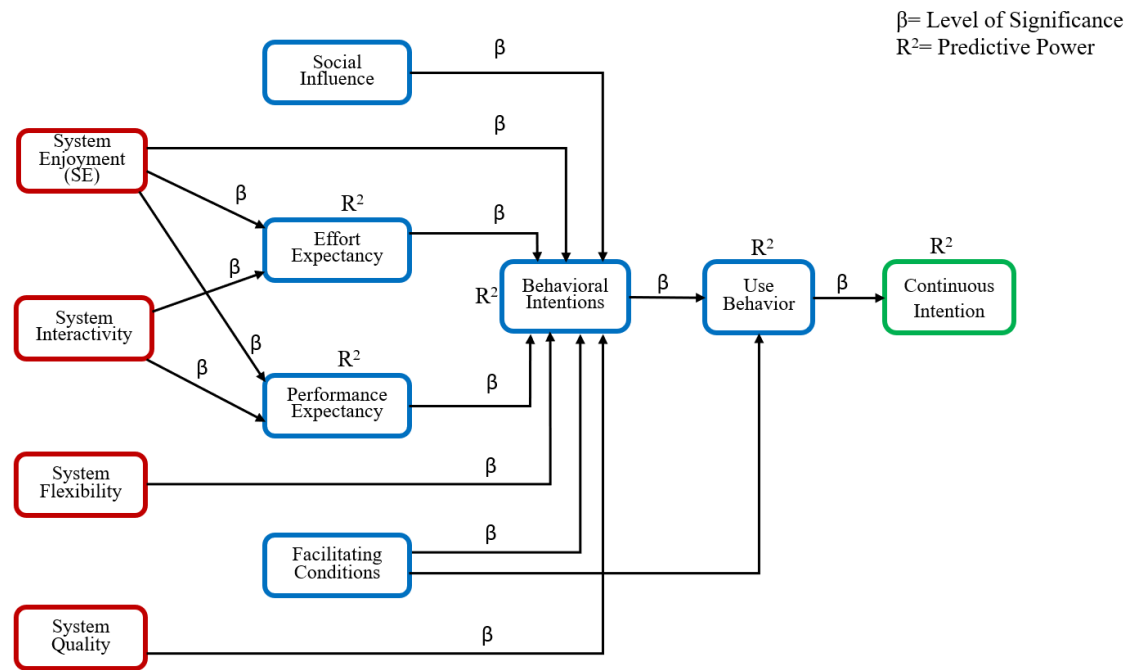 β= Level of Significance
R²= Predictive Power
Social
Influence
β
System
Enjoyment
(SE)
β
β
R²
Effort
Expectancy
β
β
System
Interactivity
β
β
R²
Performance
Expectancy
β
R²
Behavioral
Intentions
β
R²
Use
Behavior
β
R²
Continuous
Intention
System
Flexibility
β
Facilitating
Conditions
β
System
Quality
β